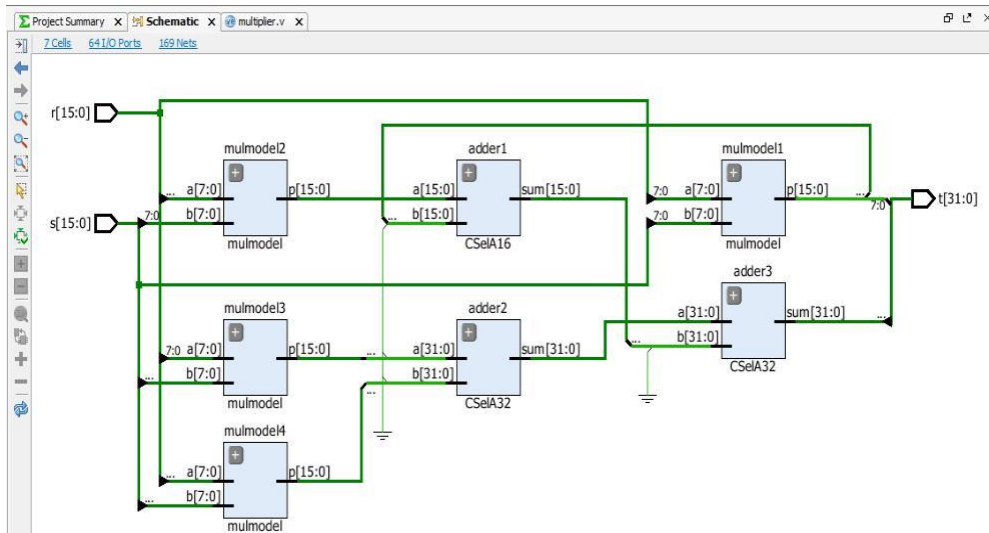 Project Summary x Schematic x multiplier.v x
7 Cells 64 I/O Ports 169 Nets
r[15:0]
s[15:0]
7:0
mulmodel2
... a[7:0] p[15:0]
b[7:0]
mulmodel
adder1
a[15:0] sum[15:0]
... b[15:0]
CSelA16
mulmodel1
7:0 a[7:0] p[15:0] ...
7:0 b[7:0]
mulmodel
7:0
t[31:0]
mulmodel3
7:0 a[7:0] p[15:0] ...
... b[7:0]
mulmodel
adder2
a[31:0] sum[31:0]
b[31:0]
...
CSelA32
adder3
a[31:0] sum[31:0] ...
... b[31:0]
CSelA32
mulmodel4
... a[7:0] p[15:0]
... b[7:0]
mulmodel